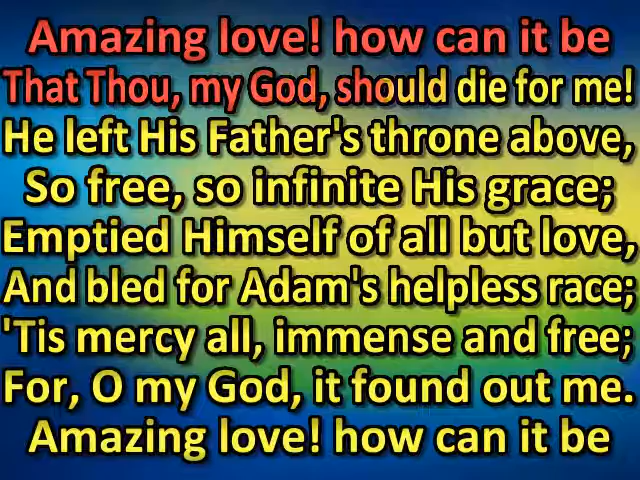 Amazing love! how can it be
That Thou, my God, should die for me!
He left His Father's throne above,
So free, so infinite His grace;
Emptied Himself of all but love,
And bled for Adam's helpless race;
'Tis mercy all, immense and free;
For, O my God, it found out me.
Amazing love! how can it be